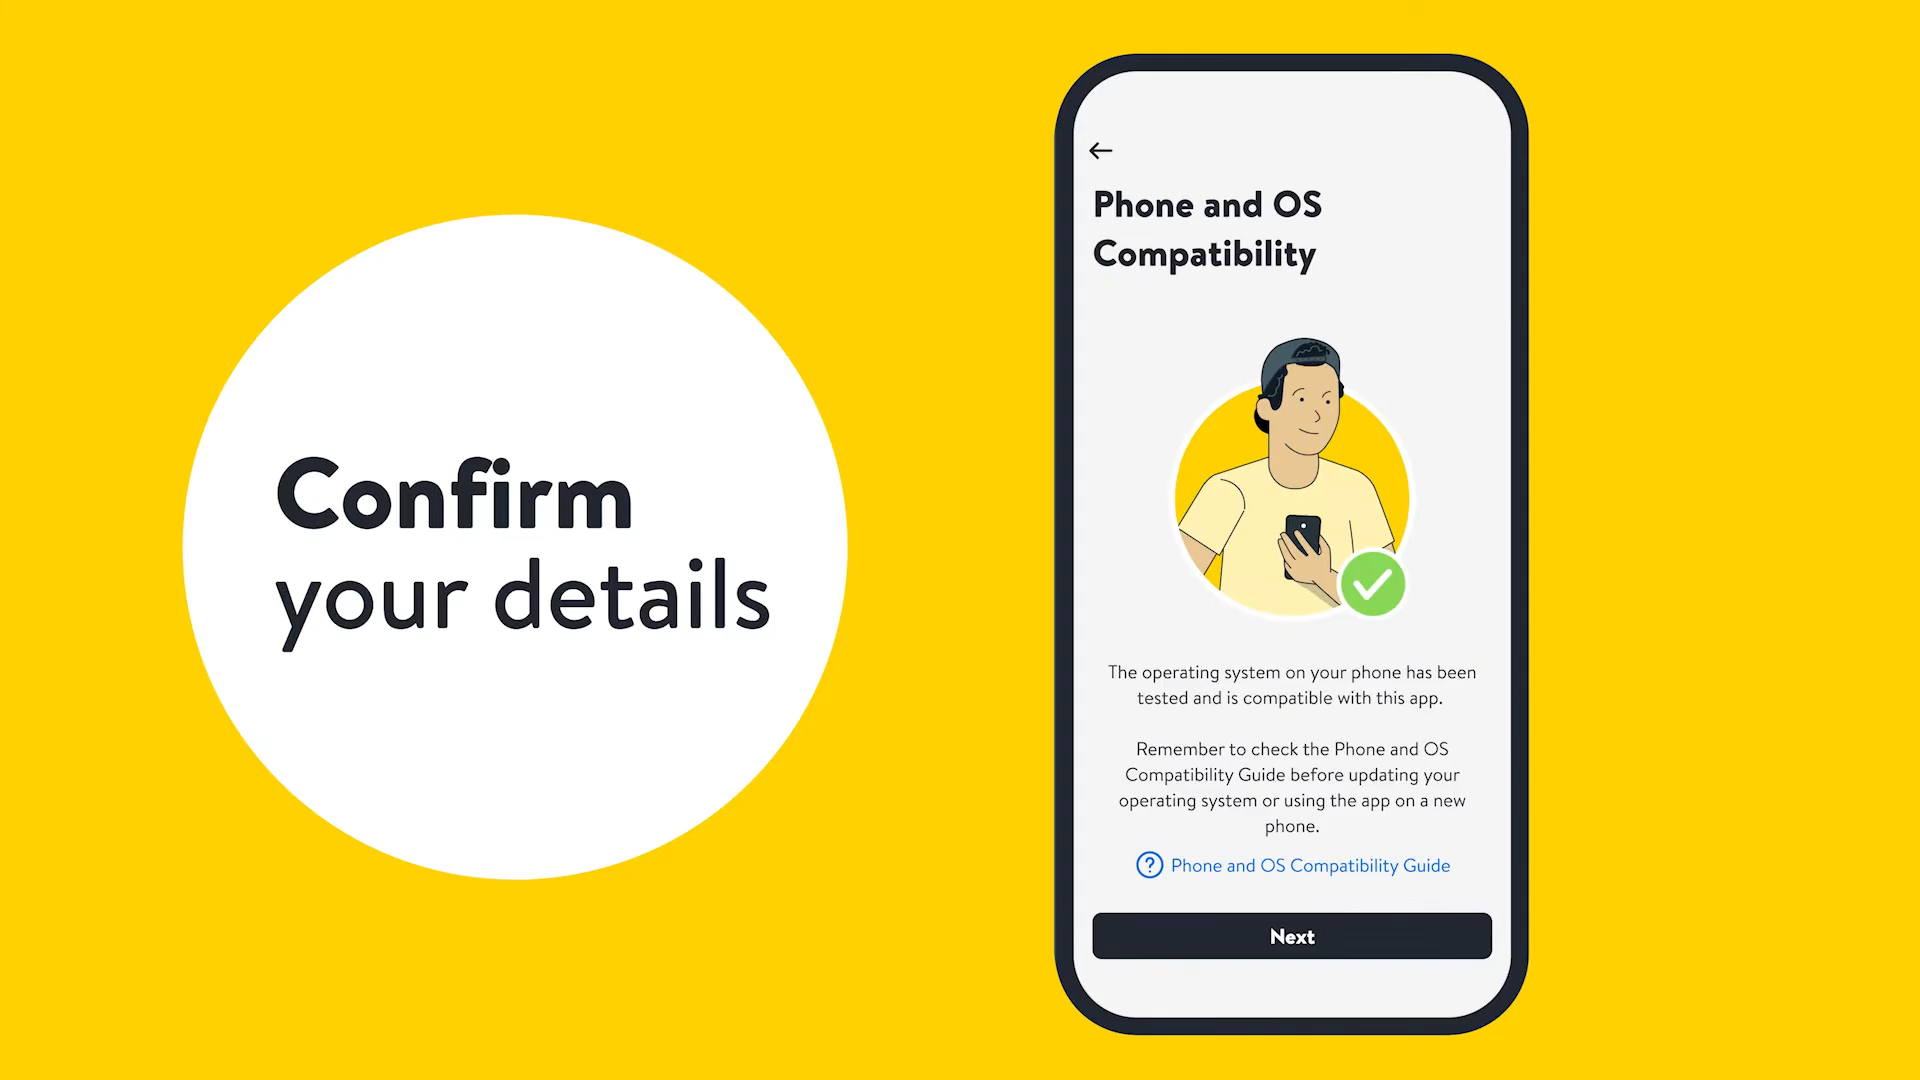 Confirm
your details
Phone and OS
Compatibility
The operating system on your phone has been
tested and is compatible with this app.
Remember to check the Phone and OS
Compatibility Guide before updating your
operating system or using the app on a new
phone.
? Phone and OS Compatibility Guide
Next